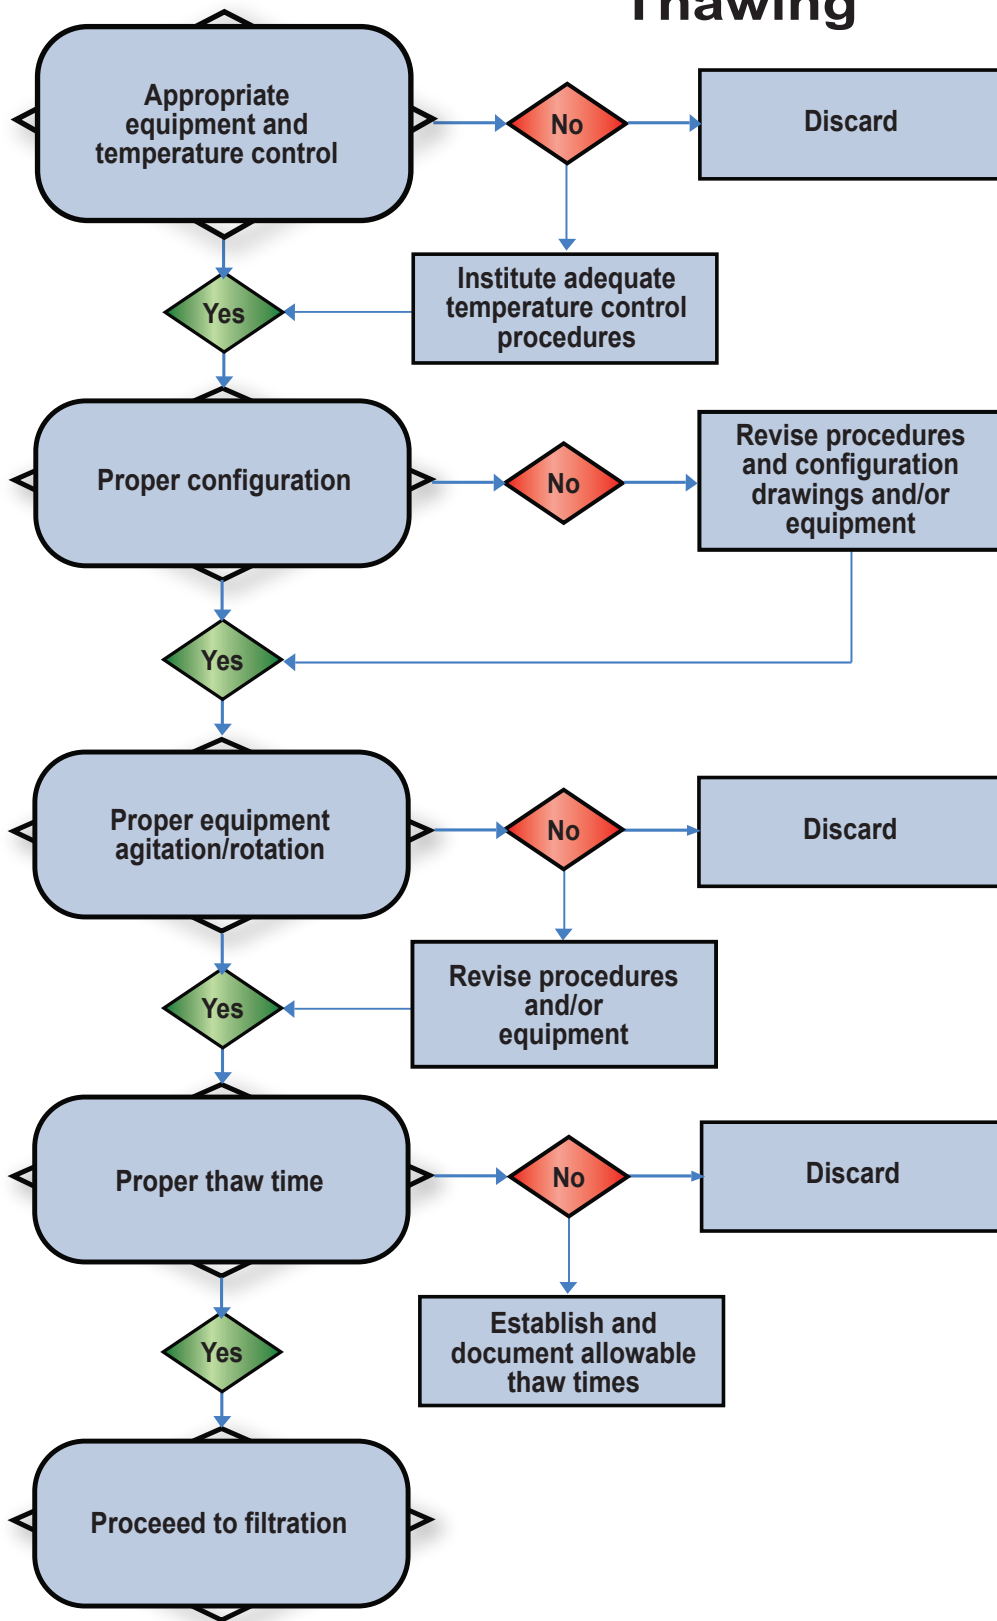 Thawing
Appropriate
equipment and
temperature control
No
Discard
Institute adequate
temperature control
procedures
Yes
Proper configuration
No
Revise procedures
and configuration
drawings and/or
equipment
Yes
Proper equipment
agitation/rotation
No
Discard
Revise procedures
and/or
equipment
Yes
Proper thaw time
No
Discard
Establish and
document allowable
thaw times
Yes
Proceeed to filtration